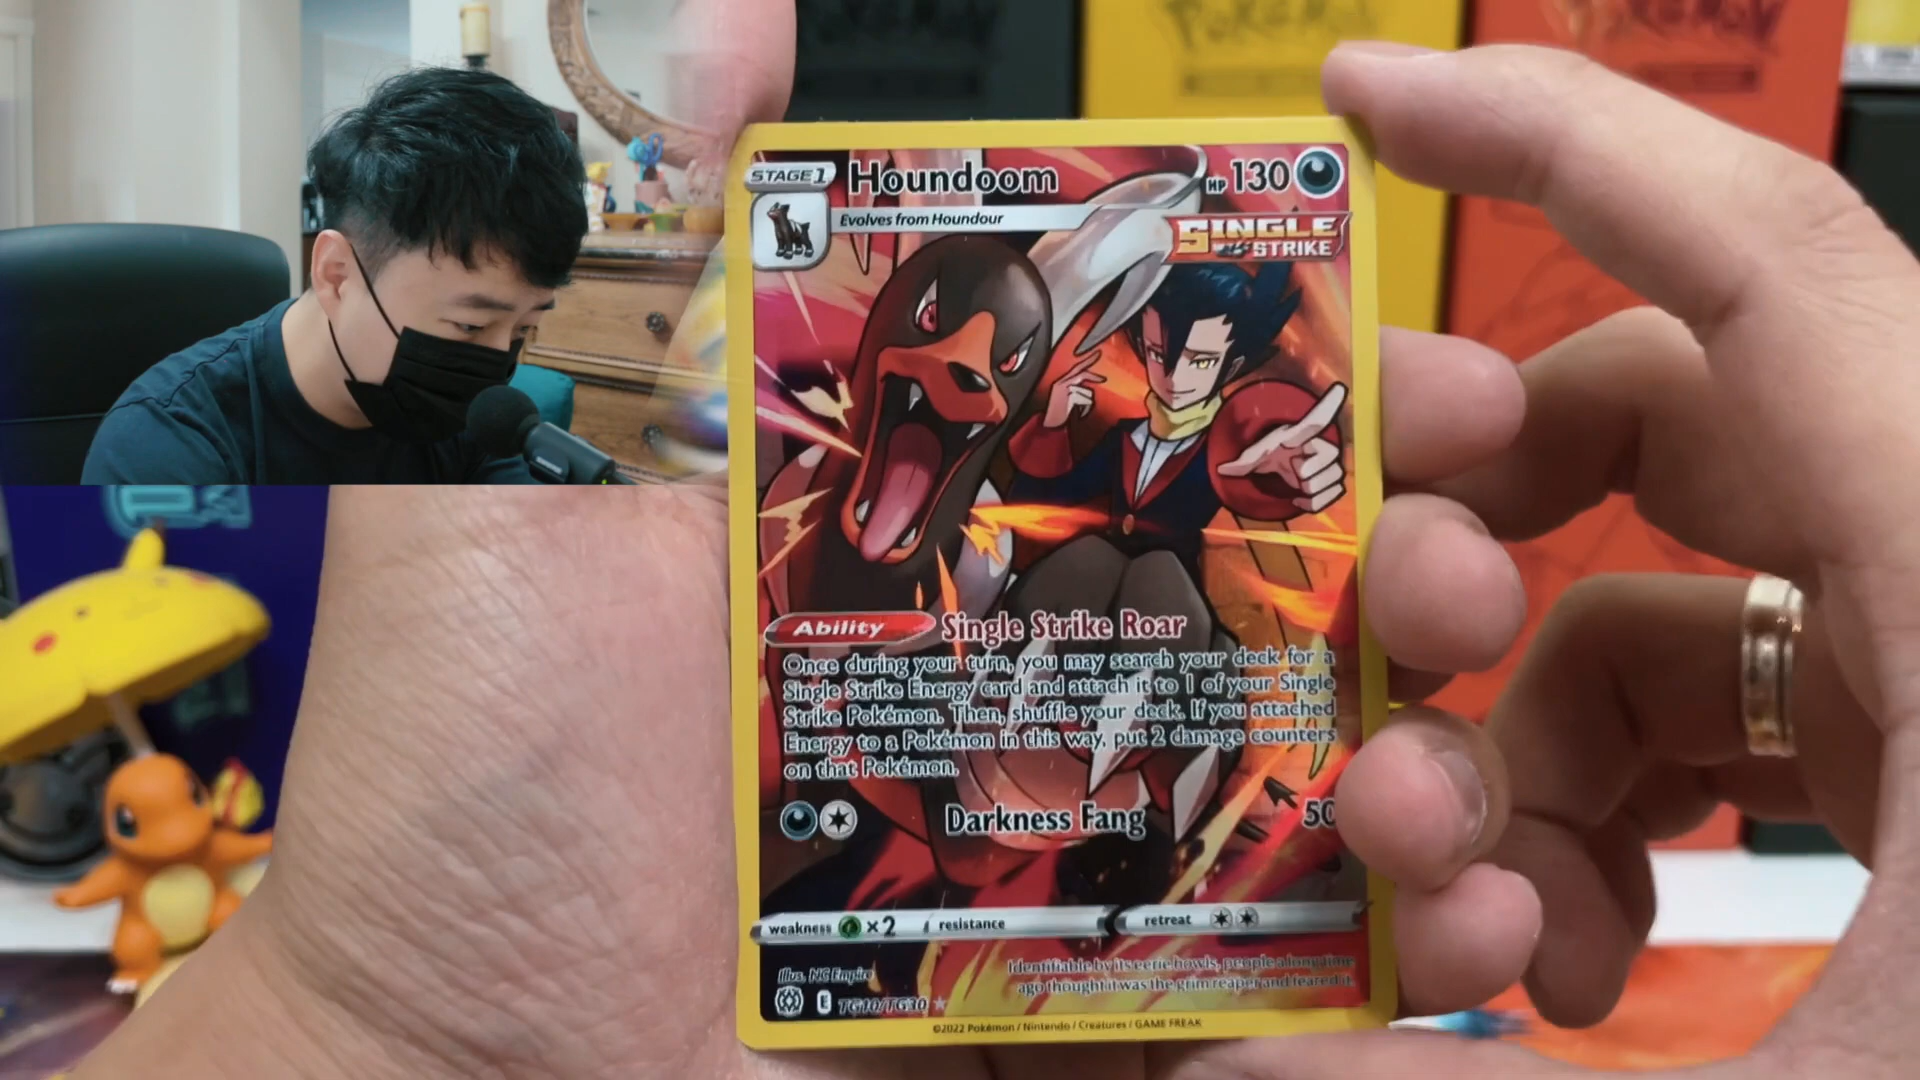 POKÉMON
POKÉMON
POKÉMON
STAGE 1
Houndoom
HP 130
Evolves from Houndour
SINGLE
STRIKE
Ability Single Strike Roar
Once during your turn, you may search your deck for a
Single Strike Energy card and attach it to 1 of your Single
Strike Pokémon. Then, shuffle your deck. If you attached
Energy to a Pokémon in this way, put 2 damage counters
on that Pokémon.
Darkness Fang 50
weakness ×2 resistance retreat
Illus. NC Empire
Identifiable by its eerie howls, people a long time
ago thought it was the grim reaper and feared it.
E TG10/TG30
©2022 Pokémon / Nintendo / Creatures / GAME FREAK